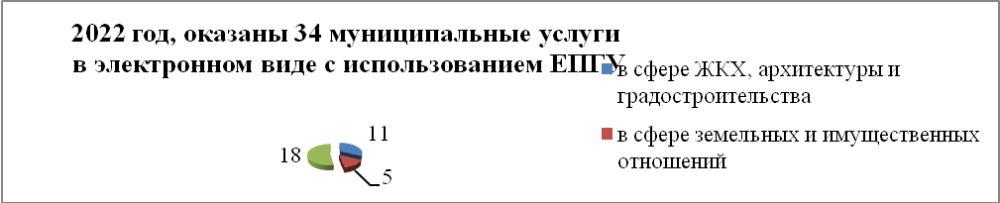 2022 год, оказаны 34 муниципальные услуги
в электронном виде с использованием ЕПГУ
в сфере ЖКХ, архитектуры и
градостроительства
в сфере земельных и имущественных
отношений
11
18
5